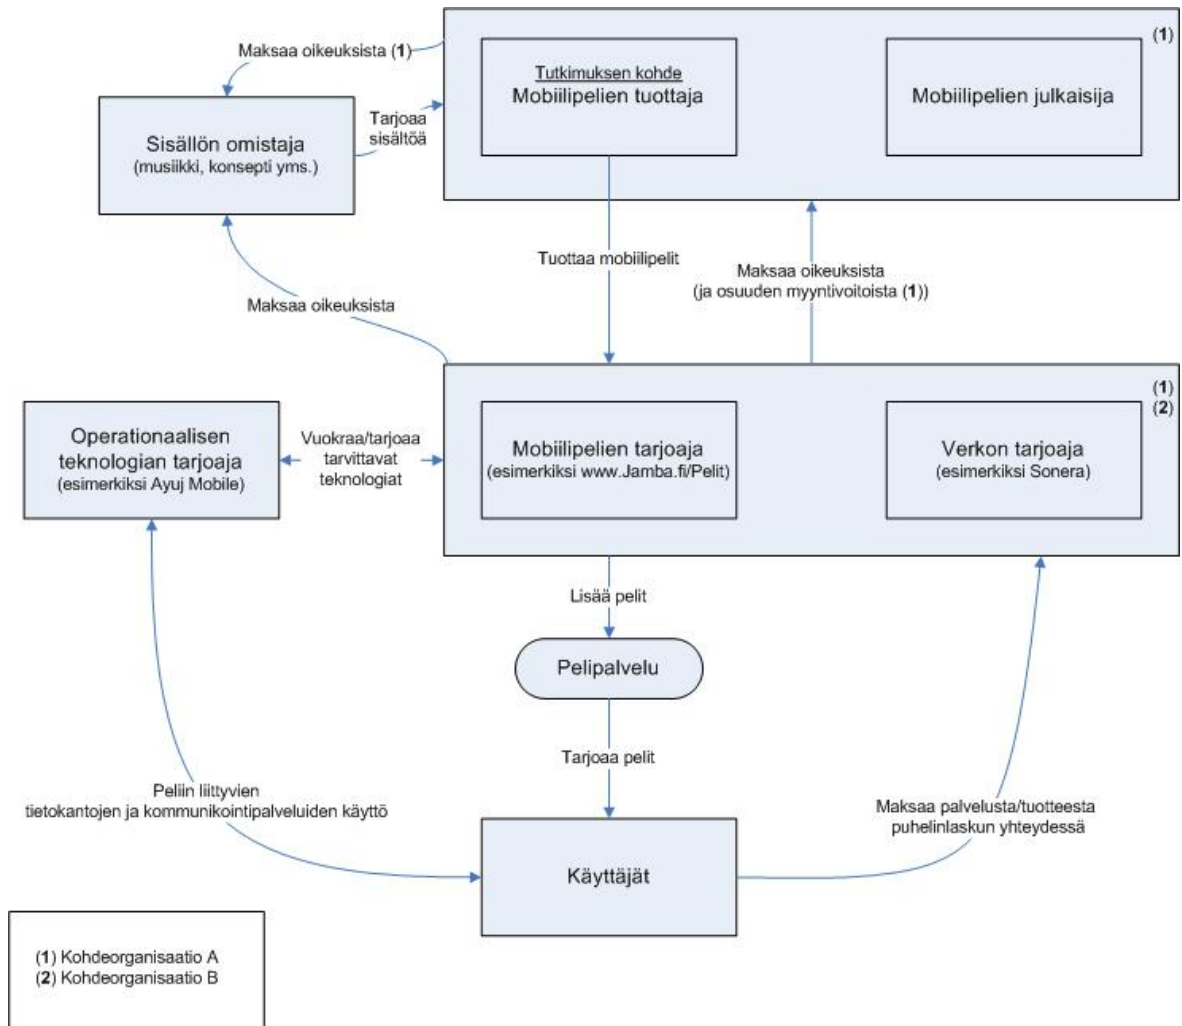 Maksaa oikeuksista (1)
(1)
Tutkimuksen kohde
Mobiilipelien tuottaja
Mobiilipelien julkaisija
Sisällön omistaja
(musiikki, konsepti yms.)
Tarjoaa
sisältöä
Tuottaa mobiilipelit
Maksaa oikeuksista
(ja osuuden myyntivoitoista (1))
Maksaa oikeuksista
(1)
(2)
Operationaalisen
teknologian tarjoaja
(esimerkiksi Ayuj Mobile)
Vuokraa/tarjoaa
tarvittavat
teknologiat
Mobiilipelien tarjoaja
(esimerkiksi www.Jamba.fi/Pelit)
Verkon tarjoaja
(esimerkiksi Sonera)
Lisää pelit
Pelipalvelu
Tarjoaa pelit
Peliin liittyvien
tietokantojen ja kommunikointipalveluiden käyttö
Maksaa palvelusta/tuotteesta
puhelinlaskun yhteydessä
Käyttäjät
(1) Kohdeorganisaatio A
(2) Kohdeorganisaatio B